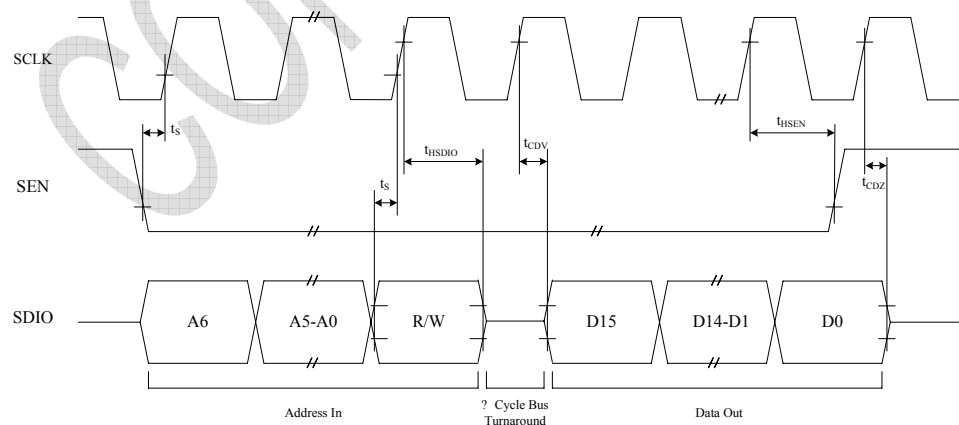 SCLK
tS
tHSDIO
tCDV
tHSEN
SEN
tS
tCDZ
SDIO
A6
A5-A0
R/W
D15
D14-D1
D0
Address In
? Cycle Bus
Turnaround
Data Out